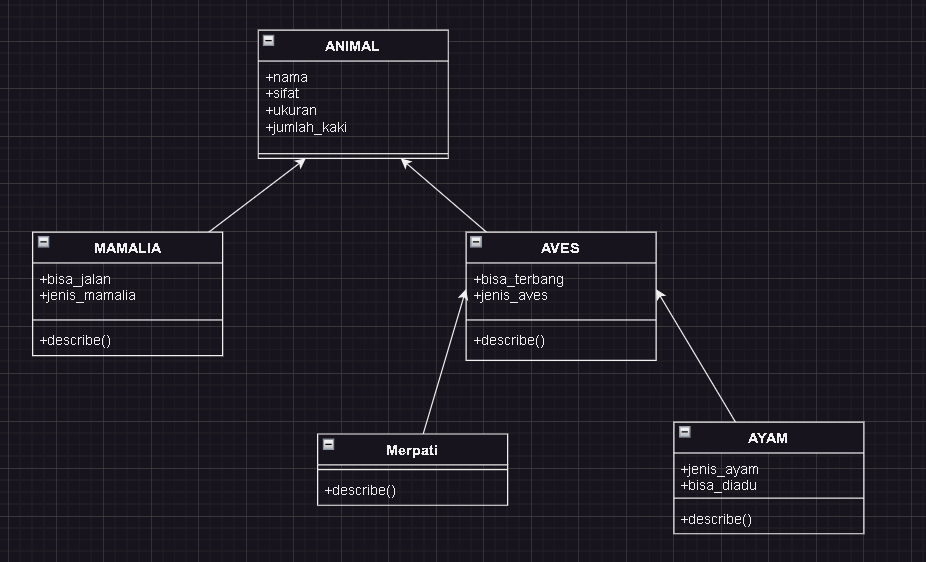 ANIMAL
+nama
+sifat
+ukuran
+jumlah_kaki
MAMALIA
+bisa_jalan
+jenis_mamalia
+describe()
AVES
+bisa_terbang
+jenis_aves
+describe()
Merpati
+describe()
AYAM
+jenis_ayam
+bisa_diadu
+describe()